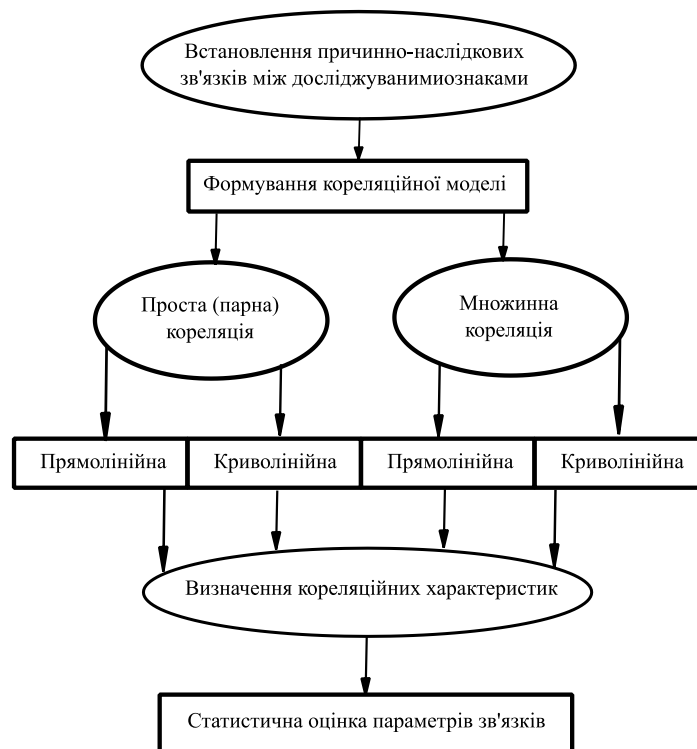 Встановлення причинно-наслідкових
зв'язків між досліджуванимиознаками
Формування кореляційної моделі
Проста (парна)
кореляція
Множинна
кореляція
Прямолінійна
Криволінійна
Прямолінійна
Криволінійна
Визначення кореляційних характеристик
Статистична оцінка параметрів зв'язків